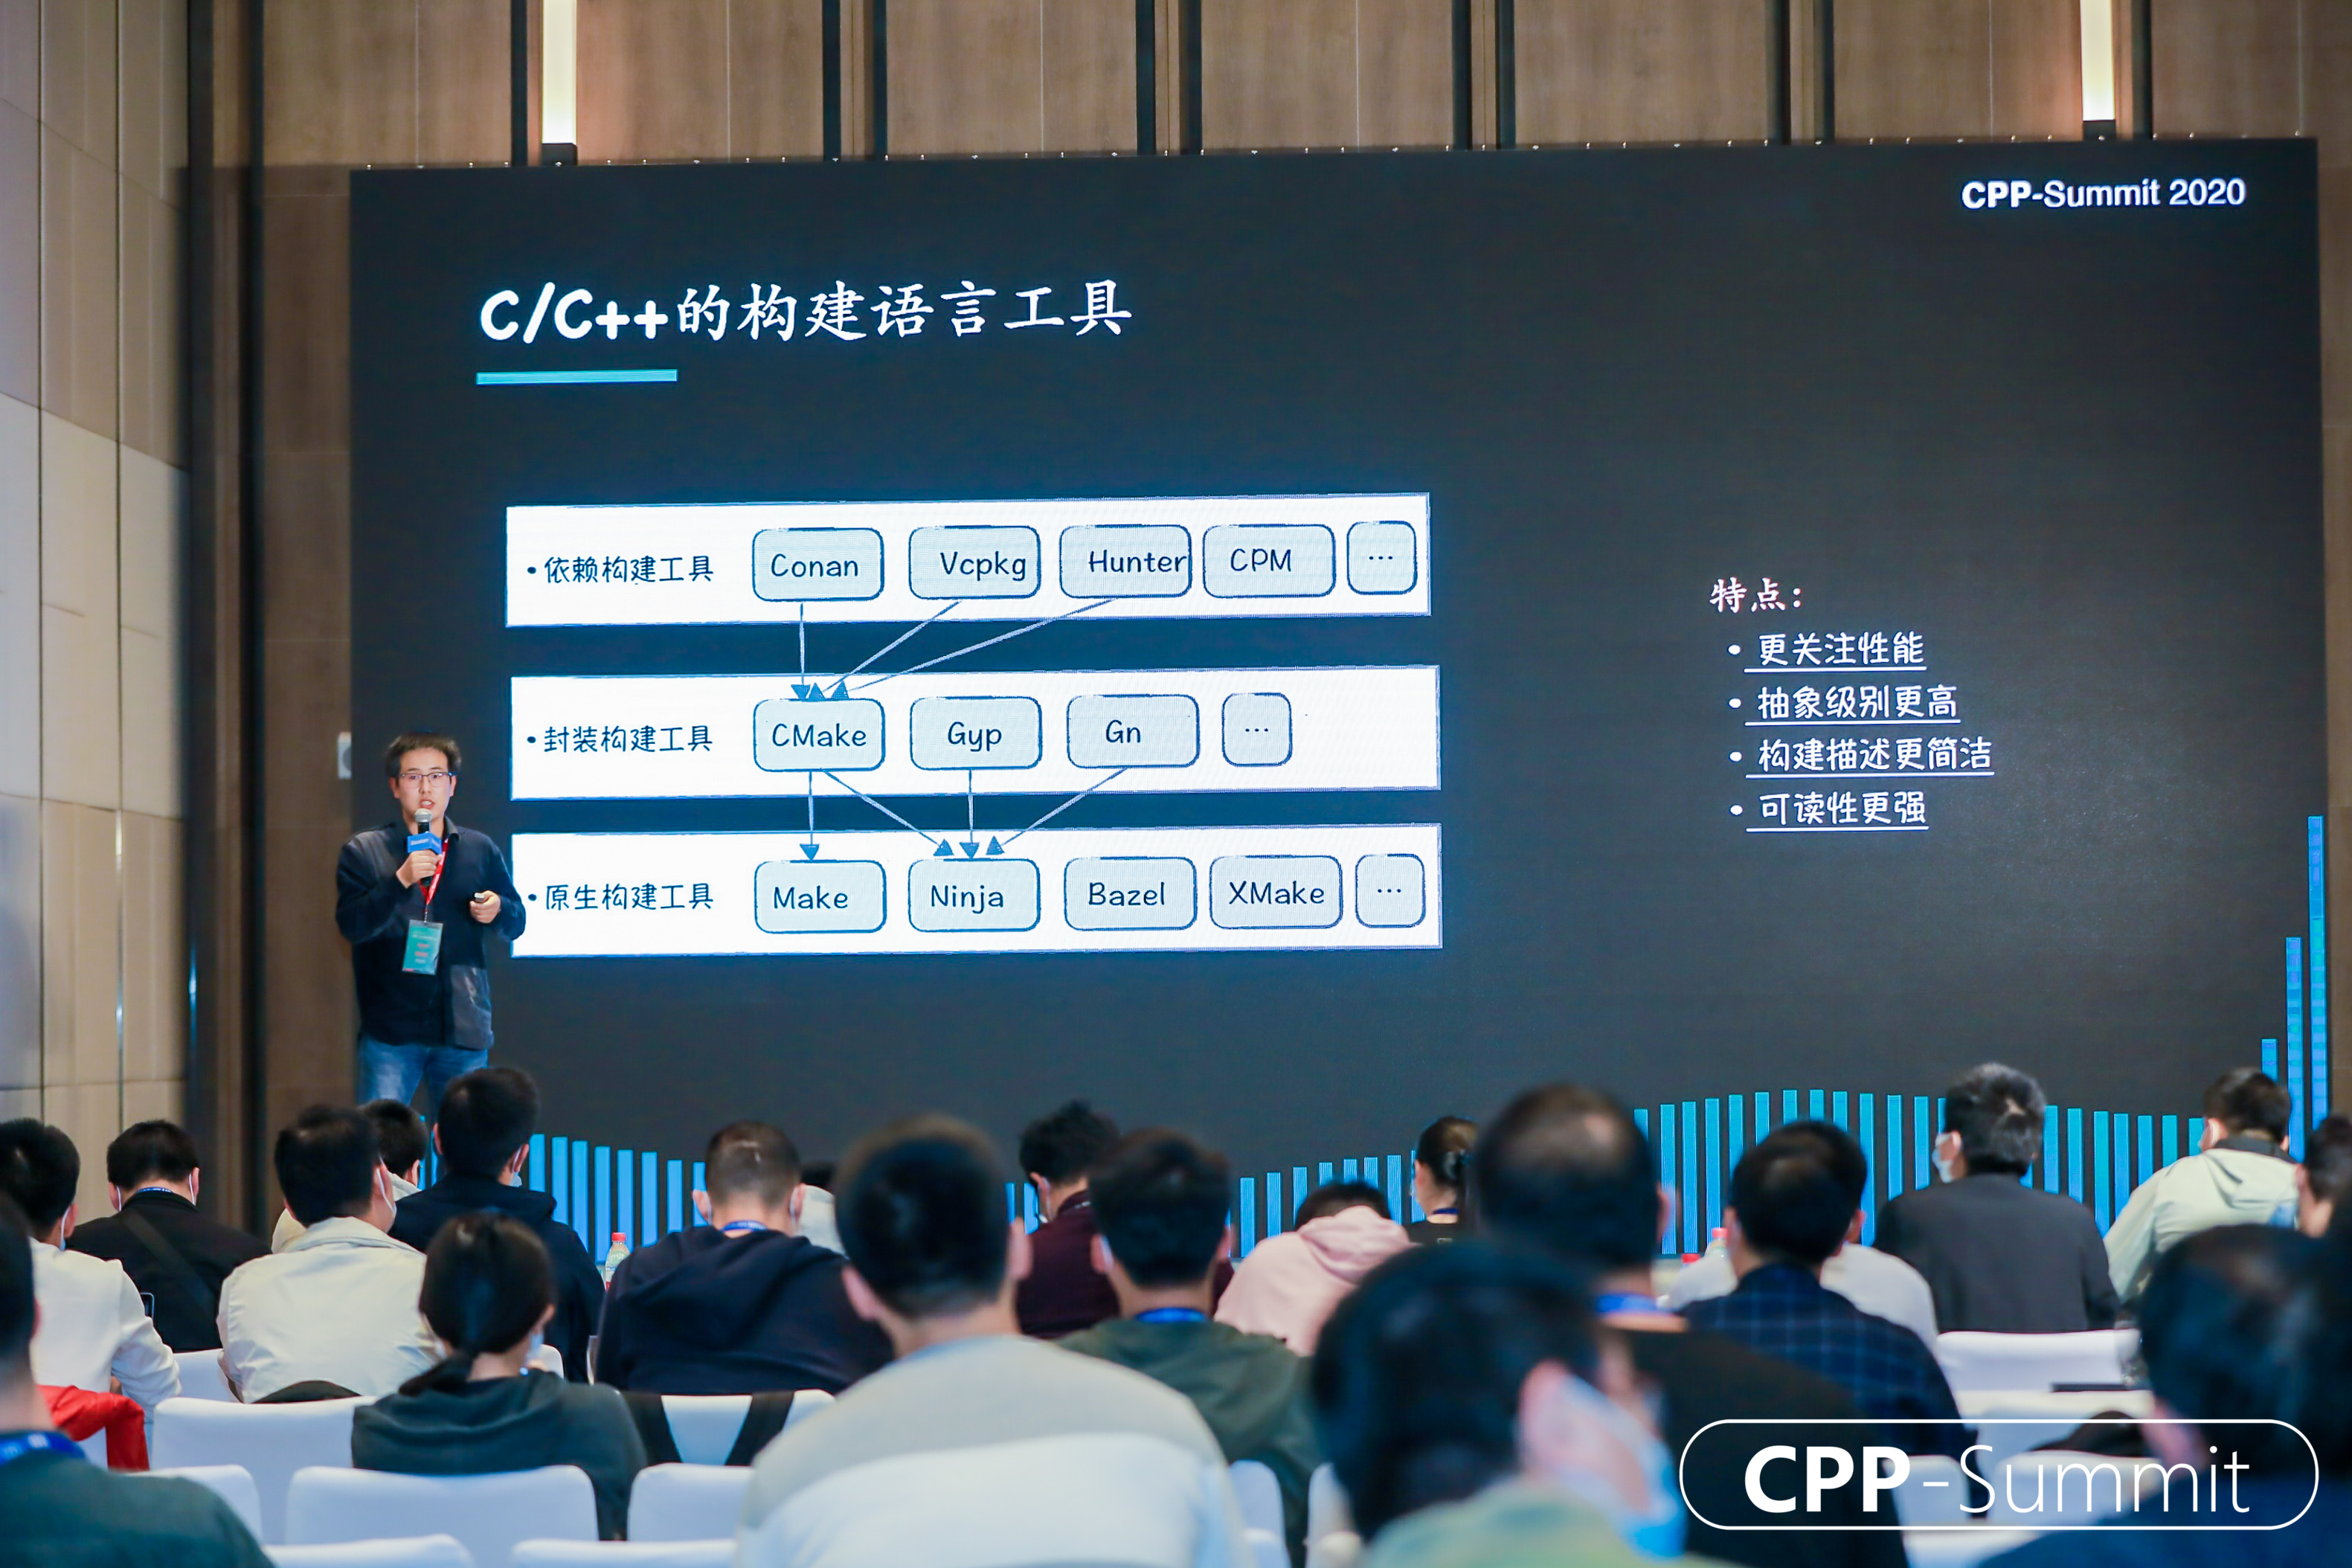 CPP-Summit 2020
C/C++的构建语言工具
•依赖构建工具 Conan Vcpkg Hunter CPM ...
•封装构建工具 CMake Gyp Gn ...
•原生构建工具 Make Ninja Bazel XMake ...
特点：
• 更关注性能
• 抽象级别更高
• 构建描述更简洁
• 可读性更强
CPP-Summit